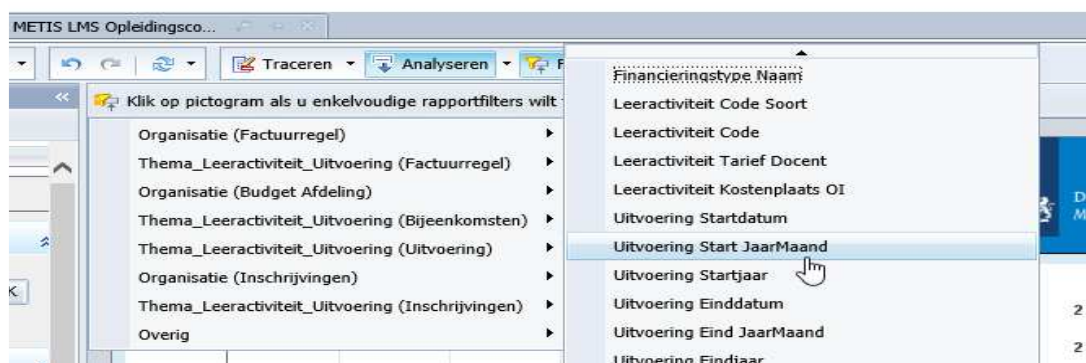 METIS LMS Opleidingsco...
Traceren
Analyseren
F
Klik op pictogram als u enkelvoudige rapportfilters wilt
Organisatie (Factuurregel)
Thema_Leeractiviteit_Uitvoering (Factuurregel)
Organisatie (Budget Afdeling)
Thema_Leeractiviteit_Uitvoering (Bijeenkomsten)
Thema_Leeractiviteit_Uitvoering (Uitvoering)
Organisatie (Inschrijvingen)
Thema_Leeractiviteit_Uitvoering (Inschrijvingen)
Overig
Financieringstype Naam
Leeractiviteit Code Soort
Leeractiviteit Code
Leeractiviteit Tarief Docent
Leeractiviteit Kostenplaats OI
Uitvoering Startdatum
Uitvoering Start JaarMaand
Uitvoering Startjaar
Uitvoering Einddatum
Uitvoering Eind JaarMaand
Uitvoering Eindjaar
K
D
M
2
2